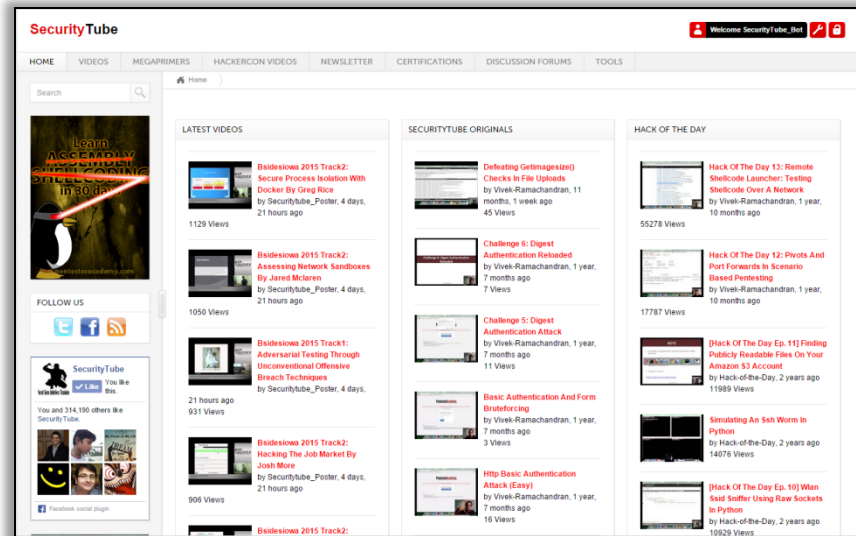 SecurityTube
Welcome SecurityTube_Bot
HOME VIDEOS MEGAPRIMERS HACKERCON VIDEOS NEWSLETTER CERTIFICATIONS DISCUSSION FORUMS TOOLS
Home
Search
Learn
ASSEMBLY
SHELLCODING
in 30 days
FOLLOW US
SecurityTube
Like
You like this.
You and 314,190 others like
SecurityTube.
Facebook social plugin
LATEST VIDEOS
Bsidesiowa 2015 Track2:
Secure Process Isolation With
Docker By Greg Rice
by Securitytube_Poster, 4 days,
21 hours ago
1129 Views
Bsidesiowa 2015 Track2:
Assessing Network Sandboxes
By Jared Mclaren
by Securitytube_Poster, 4 days,
21 hours ago
1050 Views
Bsidesiowa 2015 Track1:
Adversarial Testing Through
Unconventional Offensive
Breach Techniques
by Securitytube_Poster, 4 days,
21 hours ago
931 Views
Bsidesiowa 2015 Track2:
Hacking The Job Market By
Josh More
by Securitytube_Poster, 4 days,
21 hours ago
906 Views
Bsidesiowa 2015 Track2:
SECURITYTUBE ORIGINALS
Defeating Getimagesize()
Checks In File Uploads
by Vivek-Ramachandran, 11
months, 1 week ago
45 Views
Challenge 6: Digest
Authentication Reloaded
by Vivek-Ramachandran, 1 year,
7 months ago
7 Views
Challenge 5: Digest
Authentication Attack
by Vivek-Ramachandran, 1 year,
7 months ago
11 Views
Basic Authentication And Form
Bruteforcing
by Vivek-Ramachandran, 1 year,
7 months ago
3 Views
Http Basic Authentication
Attack (Easy)
by Vivek-Ramachandran, 1 year,
7 months ago
16 Views
HACK OF THE DAY
Hack Of The Day 13: Remote
Shellcode Launcher: Testing
Shellcode Over A Network
by Vivek-Ramachandran, 1 year,
10 months ago
55278 Views
Hack Of The Day 12: Pivots And
Port Forwards In Scenario
Based Pentesting
by Vivek-Ramachandran, 1 year,
10 months ago
17787 Views
[Hack Of The Day Ep. 11] Finding
Publicly Readable Files On Your
Amazon S3 Account
by Hack-of-the-Day, 2 years ago
11989 Views
Simulating An Ssh Worm In
Python
by Hack-of-the-Day, 2 years ago
14076 Views
[Hack Of The Day Ep. 10] Wlan
Ssid Sniffer Using Raw Sockets
In Python
by Hack-of-the-Day, 2 years ago
10929 Views